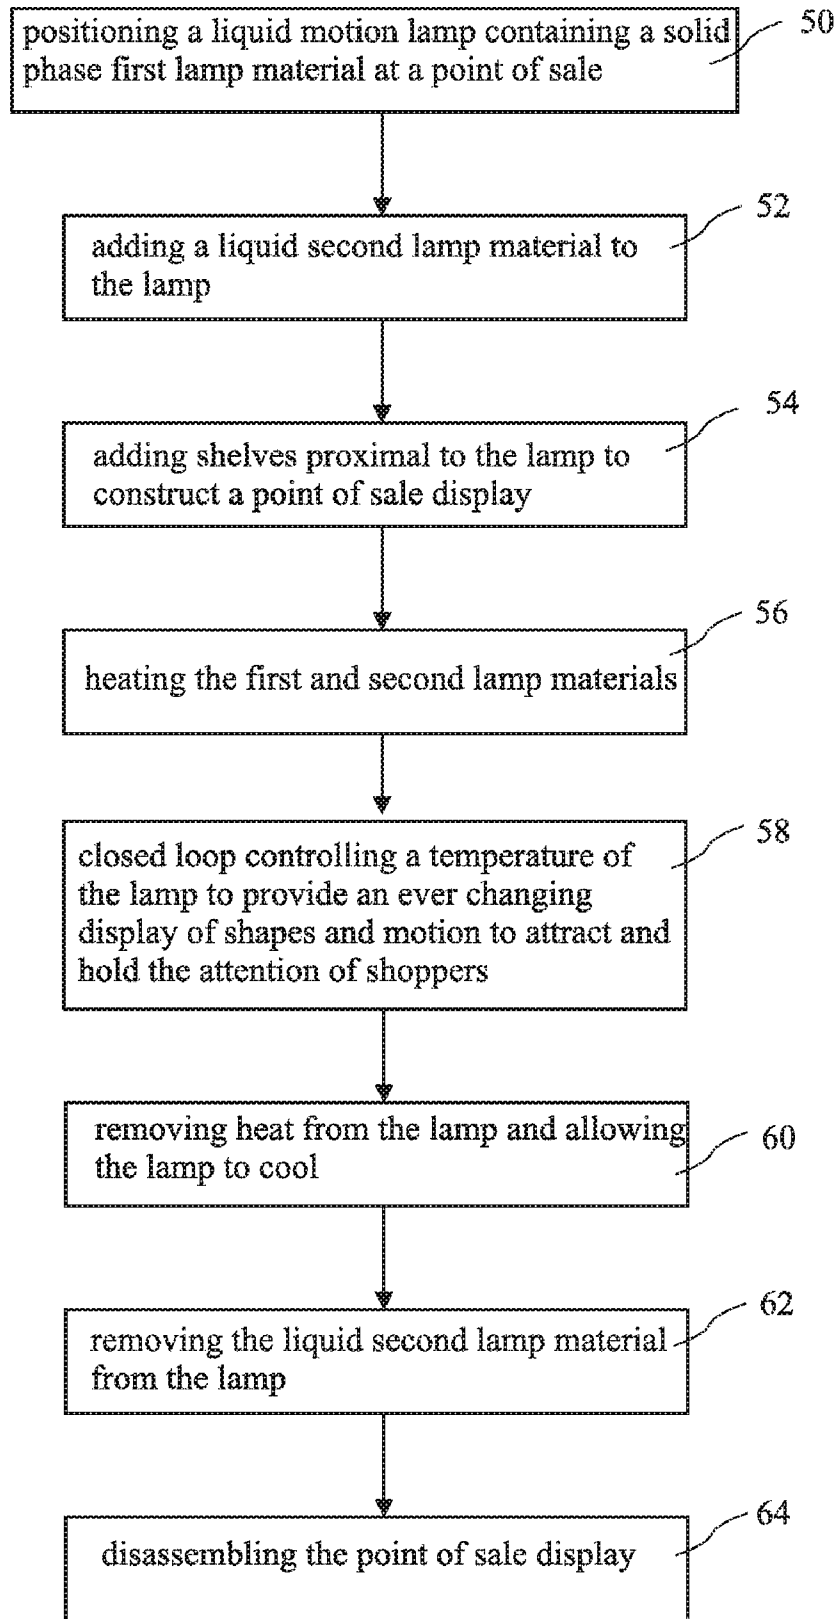 positioning a liquid motion lamp containing a solid
phase first lamp material at a point of sale
50
adding a liquid second lamp material to
the lamp
52
adding shelves proximal to the lamp to
construct a point of sale display
54
heating the first and second lamp materials
56
closed loop controlling a temperature of
the lamp to provide an ever changing
display of shapes and motion to attract and
hold the attention of shoppers
58
removing heat from the lamp and allowing
the lamp to cool
60
removing the liquid second lamp material
from the lamp
62
disassembling the point of sale display
64